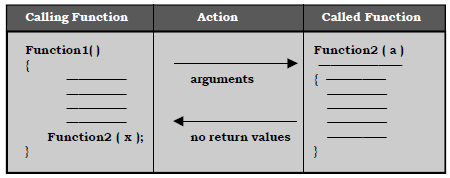 Calling Function Action Called Function
Function1( ) Function2 ( a )
{
arguments {
Function2 ( x ); no return values
} }